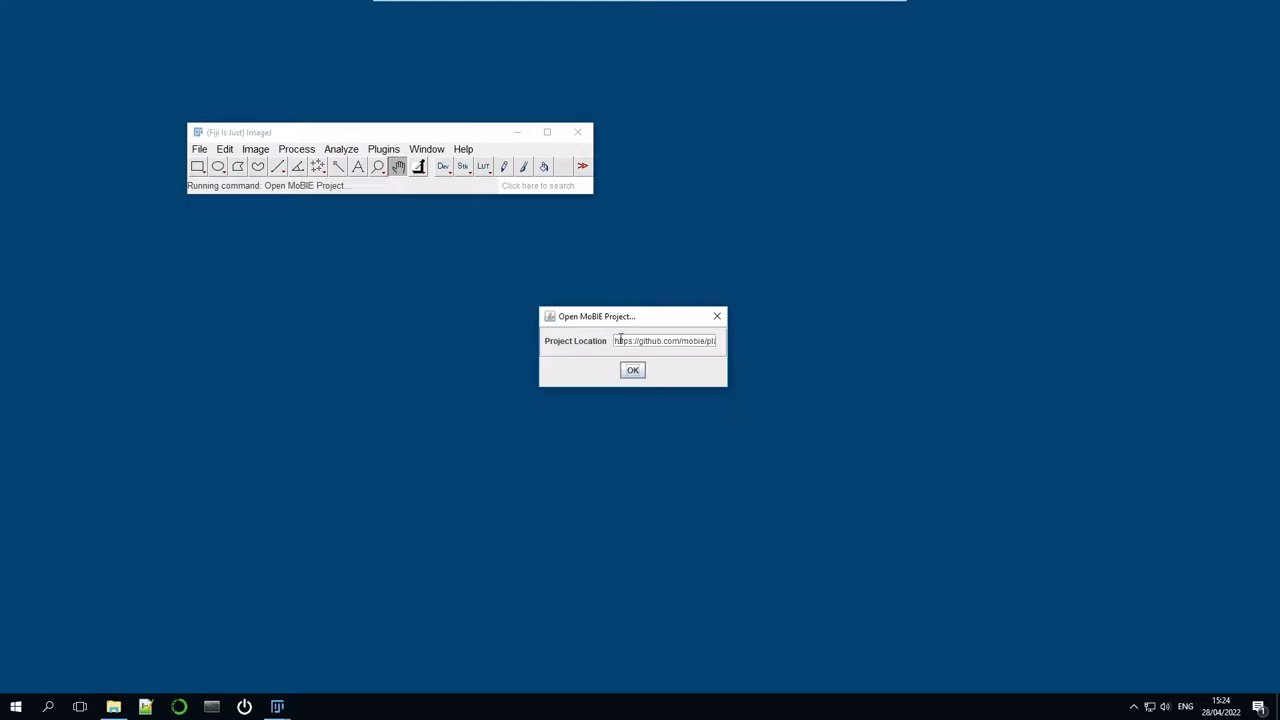 (Fiji Is Just) ImageJ
File Edit Image Process Analyze Plugins Window Help
Dev Stk LUT
Running command: Open MoBIE Project...
Click here to search
Open MoBIE Project...
Project Location https://github.com/mobie/pla
OK
ENG
15:24
28/04/2022